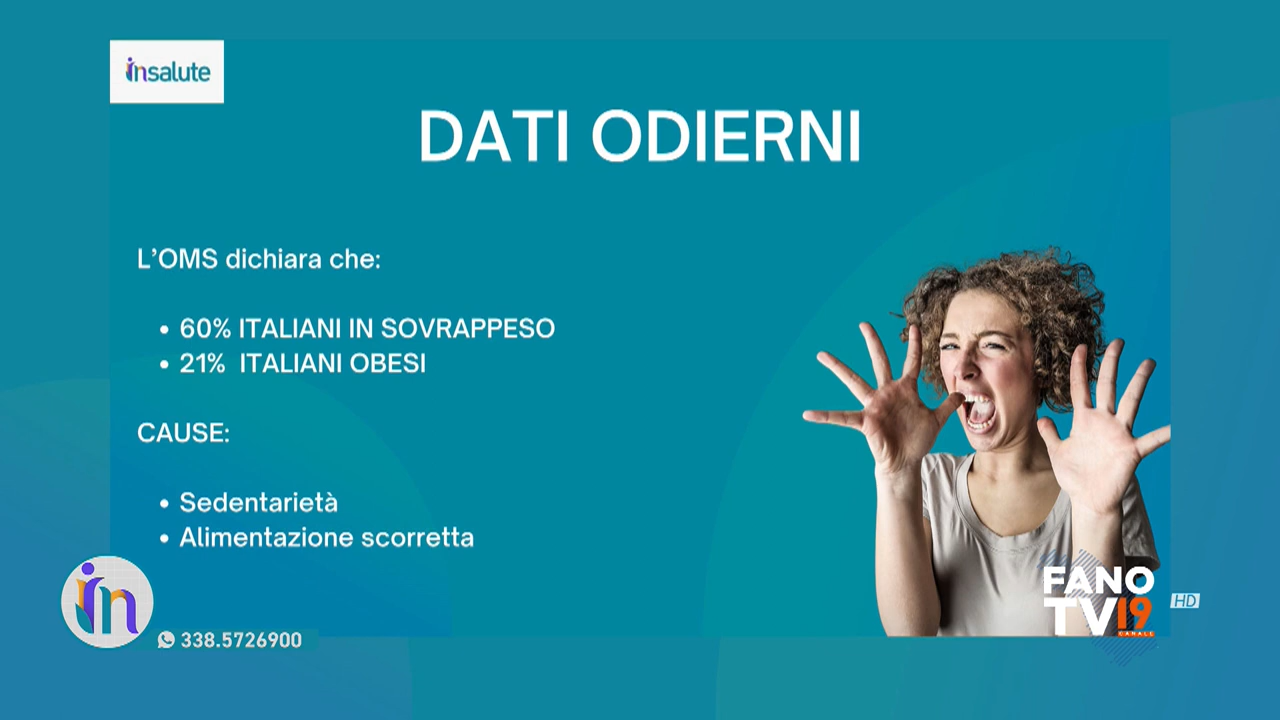 insalute
DATI ODIERNI
L’OMS dichiara che:
• 60% ITALIANI IN SOVRAPPESO
• 21% ITALIANI OBESI
CAUSE:
• Sedentarietà
• Alimentazione scorretta
in
338.5726900
FANO
TV19
CANALE
HD